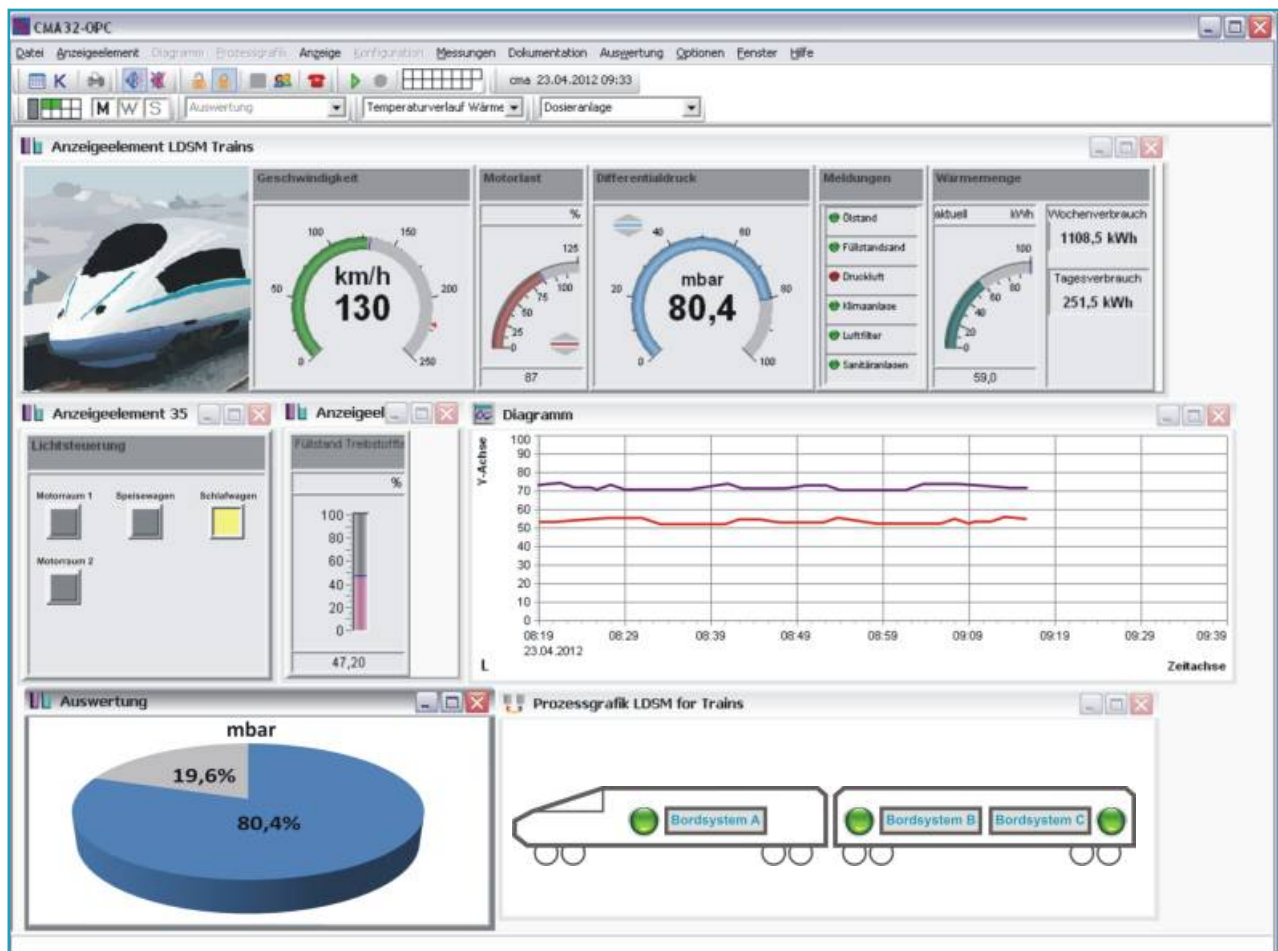 CMA32-OPC
Datei Anzeigeelement Diagramm Prozessgrafik Anzeige Konfiguration Messungen Dokumentation Auswertung Optionen Fenster Hilfe
K cma 23.04.2012 09:33
M W S Auswertung Temperaturverlauf Wärme Dosieranlage
Anzeigeelement LDSM Trains
Geschwindigkeit
km/h
130
0 50 100 150 200 250
Motorlast
%
0 25 50 75 100 125
87
Differentialdruck
mbar
80,4
0 20 40 60 80 100
Meldungen
Ölstand
Füllstandsand
Druckluft
Klimaanlase
Luftfilter
Sanitäranlasen
Wärmemenge
aktuell kWh
0 20 40 60 80 100
59,0
Wochenverbrauch
1108,5 kWh
Tagesverbrauch
251,5 kWh
Anzeigeelement 35
Lichtsteuerung
Motorraum 1 Speisewagen Schlafwagen
Motorraum 2
Anzeigeel
Füllstand
%
100
80
60
40
20
0
47,20
Diagramm
Y-Achse
100
90
80
70
60
50
40
30
20
10
0
08:19 08:29 08:39 08:49 08:59 09:09 09:19 09:29 09:39
23.04.2012
L Zeitachse
Auswertung
mbar
19,6%
80,4%
Prozessgrafik LDSM for Trains
Bordsystem A Bordsystem B Bordsystem C